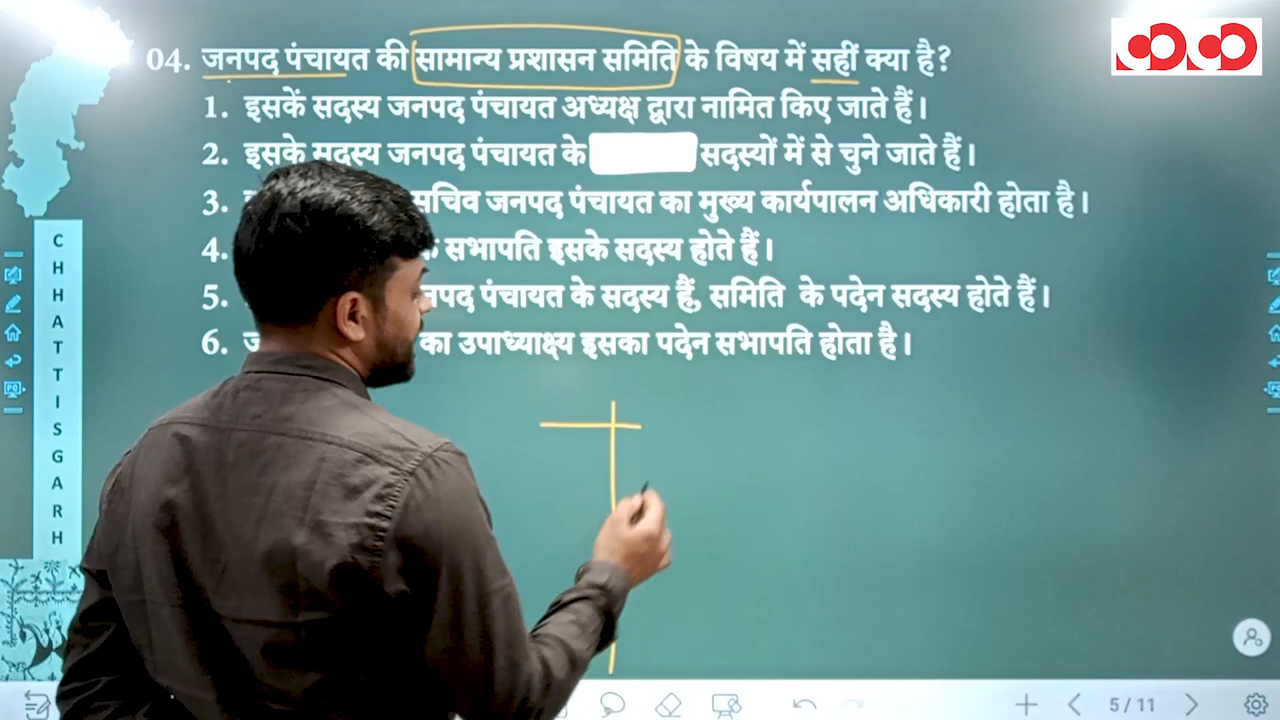 04. जनपद पंचायत की सामान्य प्रशासन समिति के विषय में सहीं क्या है?
1. इसकें सदस्य जनपद पंचायत अध्यक्ष द्वारा नामित किए जाते हैं।
2. इसके सदस्य जनपद पंचायत के सदस्यों में से चुने जाते हैं।
3. सचिव जनपद पंचायत का मुख्य कार्यपालन अधिकारी होता है।
4. सभापति इसके सदस्य होते हैं।
5. पंचायत के सदस्य हैं, समिति के पदेन सदस्य होते हैं।
6. का उपाध्याक्ष्य इसका पदेन सभापति होता है।
CHHATTISGARH
5 / 11